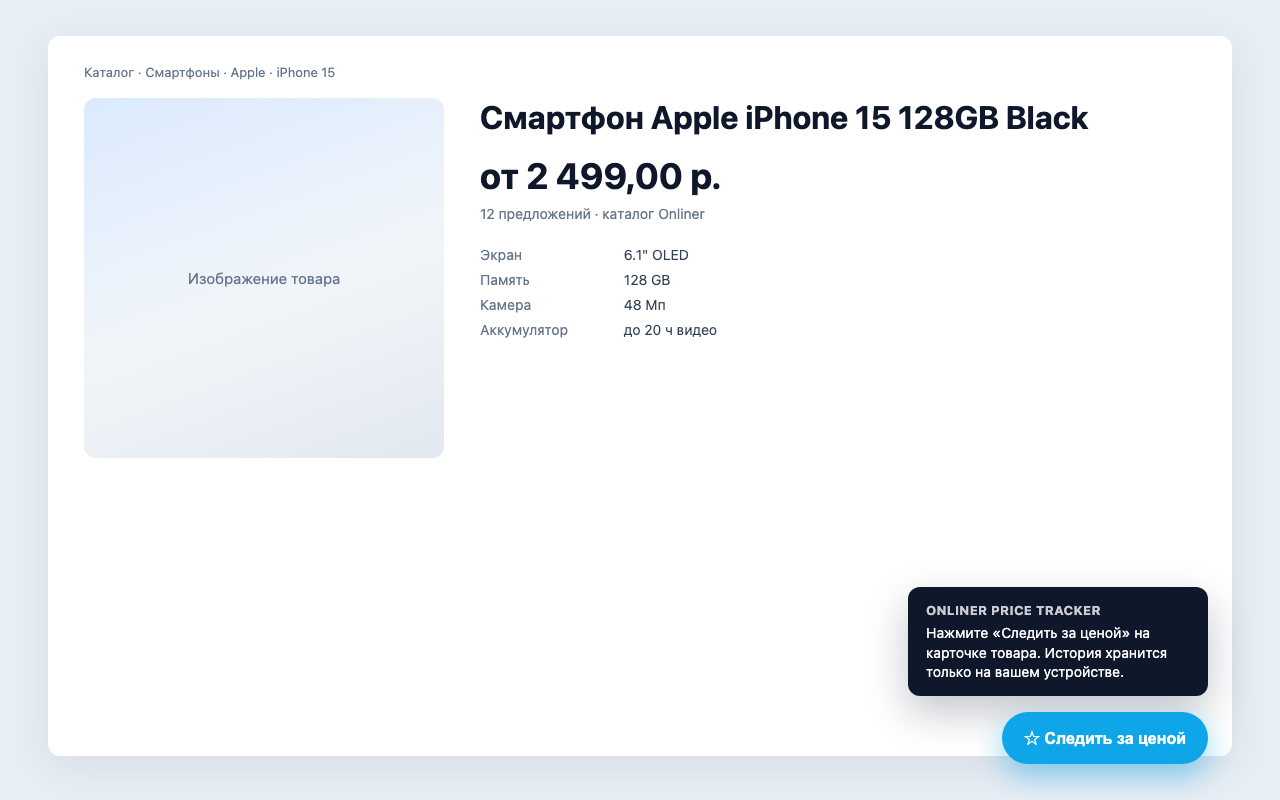 Каталог · Смартфоны · Apple · iPhone 15
Изображение товара
Смартфон Apple iPhone 15 128GB Black
от 2 499,00 р.
12 предложений · каталог Onliner
Экран 6.1" OLED
Память 128 GB
Камера 48 Мп
Аккумулятор до 20 ч видео
ONLINER PRICE TRACKER
Нажмите «Следить за ценой» на
карточке товара. История хранится
только на вашем устройстве.
☆ Следить за ценой